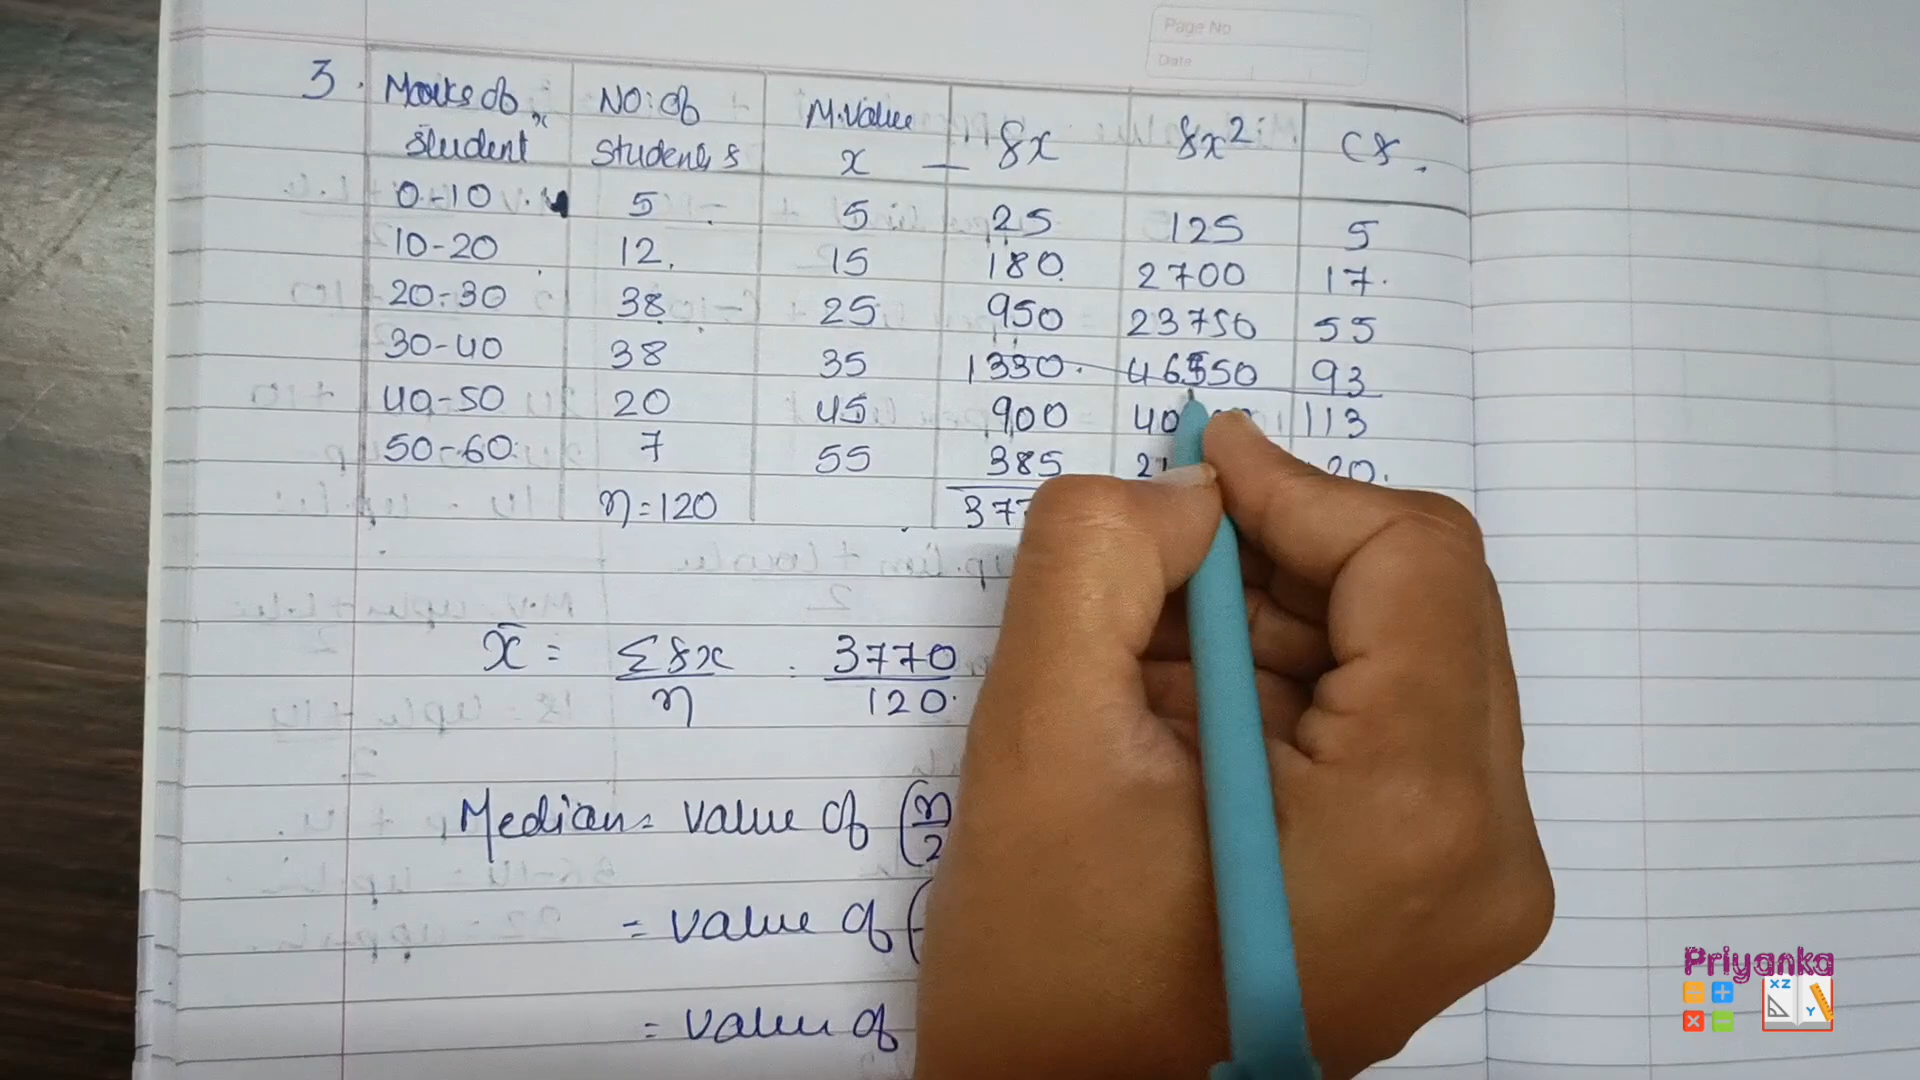 Page No
Date
3. Marks of student x | No: of students f | M.Value x | fx | fx2 | cf.
0-10 5 5 25 125 5
10-20 12 15 180 2700 17.
20-30 38 25 950 23750 55
30-40 38 35 1330 46550 93
40-50 20 45 900 40 113
50-60 7 55 385 20.
n=120
x̄ = Σfx/n = 3770/120
Median = value of (n/2
= value of (
= value of
Priyanka
XZ
Y